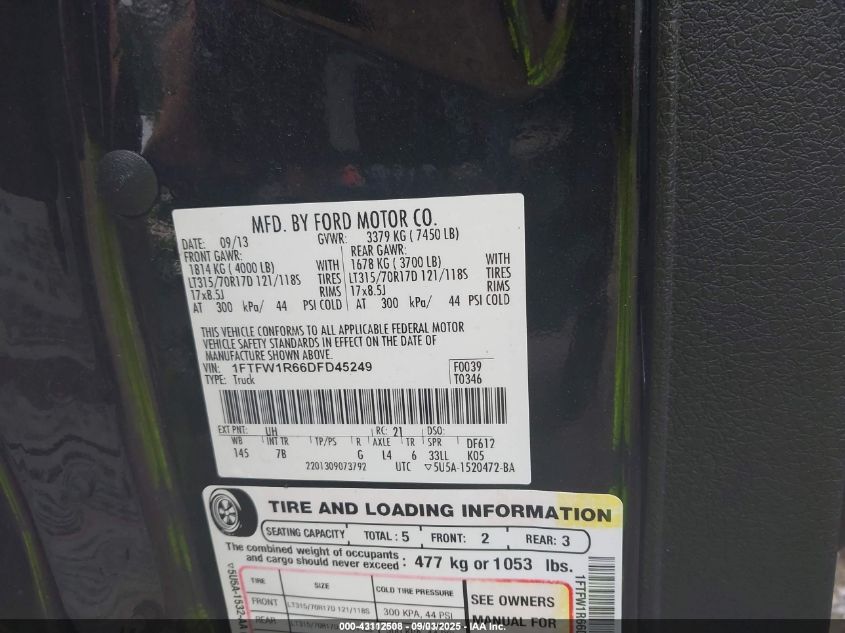 MFD. BY FORD MOTOR CO.
DATE: 09/13 GVWR: 3379 KG ( 7450 LB)
FRONT GAWR: REAR GAWR:
1814 KG ( 4000 LB) WITH 1678 KG ( 3700 LB) WITH
LT315/70R17D 121/118S TIRES LT315/70R17D 121/118S TIRES
17x8.5J RIMS 17x8.5J RIMS
AT 300 kPa/ 44 PSI COLD AT 300 kPa/ 44 PSI COLD
THIS VEHICLE CONFORMS TO ALL APPLICABLE FEDERAL MOTOR
VEHICLE SAFETY STANDARDS IN EFFECT ON THE DATE OF
MANUFACTURE SHOWN ABOVE.
VIN: 1FTFW1R66DFD45249 F0039
TYPE: Truck T0346
EXT PNT: UH RC: 21 DSO:
WB INT TR TP/PS R AXLE TR SPR DF612
145 7B G L4 6 33LL K05
2201309073792 UTC ▽5U5A-1520472-BA
TIRE AND LOADING INFORMATION
SEATING CAPACITY TOTAL : 5 FRONT: 2 REAR: 3
The combined weight of occupants
and cargo should never exceed : 477 kg or 1053 lbs.
TIRE SIZE COLD TIRE PRESSURE
FRONT LT315/70R17D 121/118S 300 KPA, 44 PSI
REAR
SEE OWNERS
MANUAL FOR
▽5U5A-1532-AA
1FTFW1R66
000-43112508 - 09/03/2025 - IAA Inc.